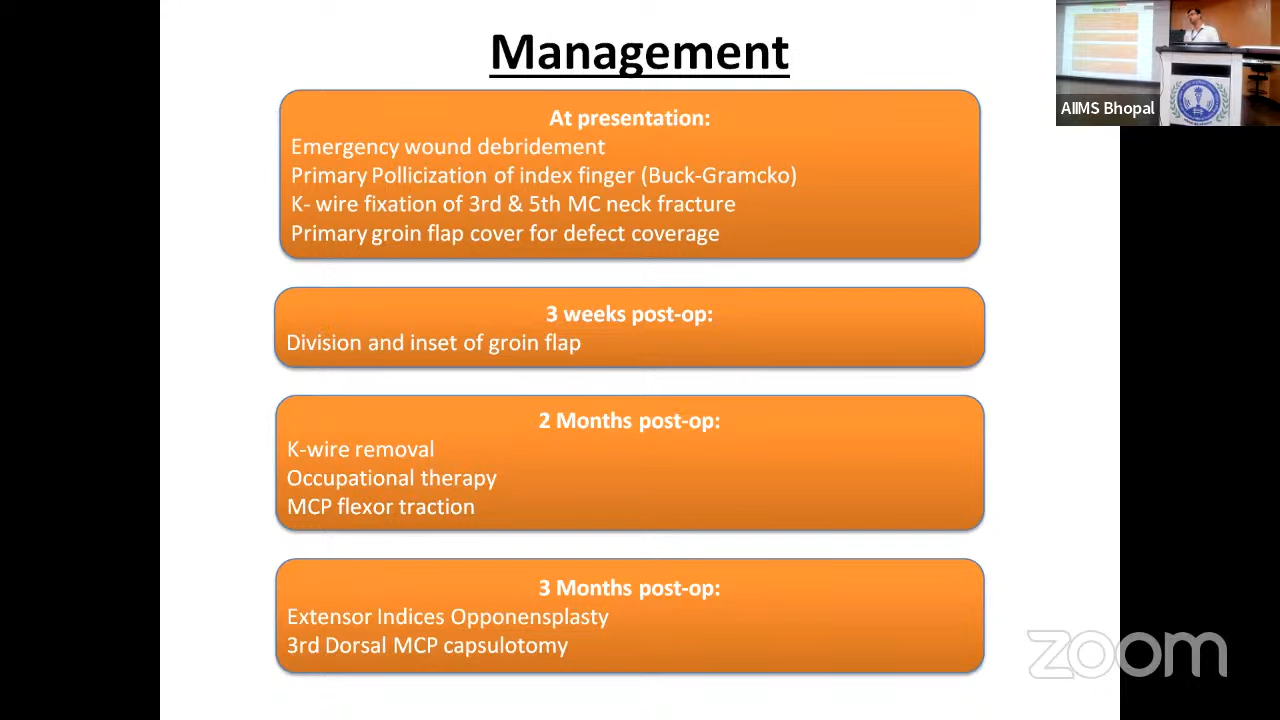 Management
At presentation:
Emergency wound debridement
Primary Pollicization of index finger (Buck-Gramcko)
K- wire fixation of 3rd & 5th MC neck fracture
Primary groin flap cover for defect coverage
3 weeks post-op:
Division and inset of groin flap
2 Months post-op:
K-wire removal
Occupational therapy
MCP flexor traction
3 Months post-op:
Extensor Indices Opponensplasty
3rd Dorsal MCP capsulotomy
AIIMS Bhopal
zoom